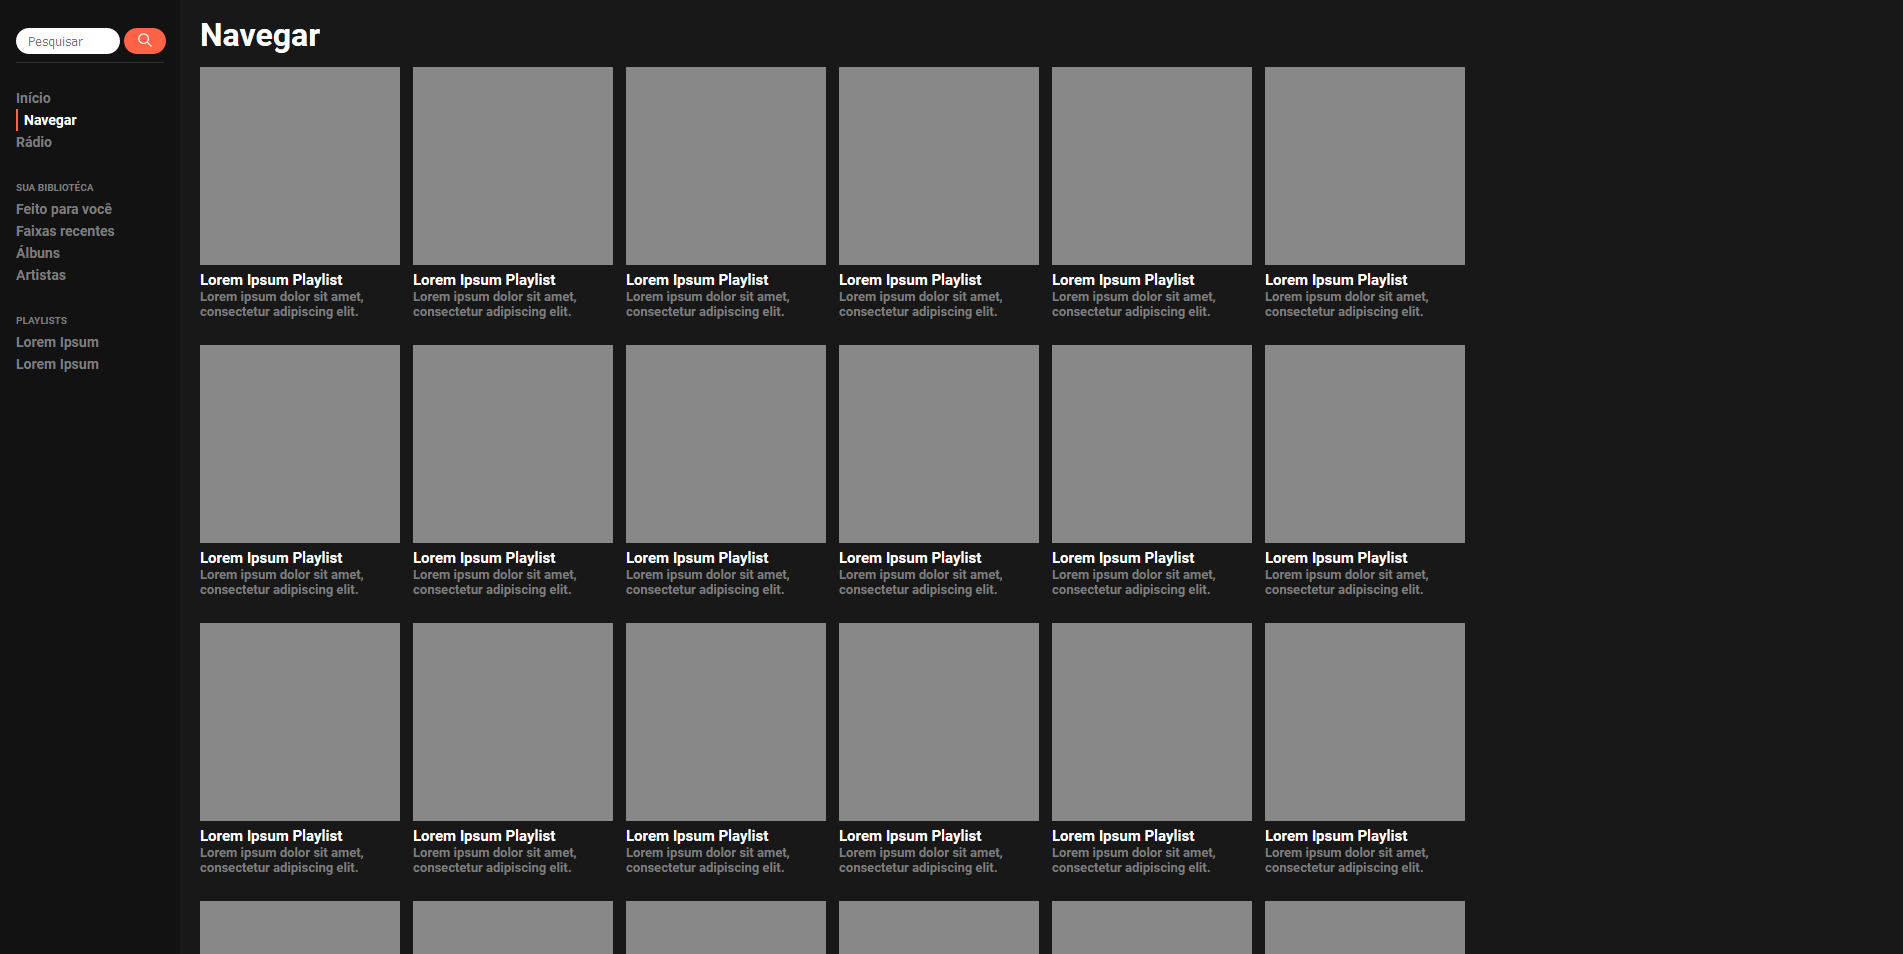 Pesquisar
Navegar
Início
Navegar
Rádio
SUA BIBLIOTÉCA
Feito para você
Faixas recentes
Álbuns
Artistas
PLAYLISTS
Lorem Ipsum
Lorem Ipsum
Lorem Ipsum Playlist Lorem Ipsum Playlist Lorem Ipsum Playlist Lorem Ipsum Playlist Lorem Ipsum Playlist Lorem Ipsum Playlist
Lorem ipsum dolor sit amet, Lorem ipsum dolor sit amet, Lorem ipsum dolor sit amet, Lorem ipsum dolor sit amet, Lorem ipsum dolor sit amet, Lorem ipsum dolor sit amet,
consectetur adipiscing elit. consectetur adipiscing elit. consectetur adipiscing elit. consectetur adipiscing elit. consectetur adipiscing elit. consectetur adipiscing elit.
Lorem Ipsum Playlist Lorem Ipsum Playlist Lorem Ipsum Playlist Lorem Ipsum Playlist Lorem Ipsum Playlist Lorem Ipsum Playlist
Lorem ipsum dolor sit amet, Lorem ipsum dolor sit amet, Lorem ipsum dolor sit amet, Lorem ipsum dolor sit amet, Lorem ipsum dolor sit amet, Lorem ipsum dolor sit amet,
consectetur adipiscing elit. consectetur adipiscing elit. consectetur adipiscing elit. consectetur adipiscing elit. consectetur adipiscing elit. consectetur adipiscing elit.
Lorem Ipsum Playlist Lorem Ipsum Playlist Lorem Ipsum Playlist Lorem Ipsum Playlist Lorem Ipsum Playlist Lorem Ipsum Playlist
Lorem ipsum dolor sit amet, Lorem ipsum dolor sit amet, Lorem ipsum dolor sit amet, Lorem ipsum dolor sit amet, Lorem ipsum dolor sit amet, Lorem ipsum dolor sit amet,
consectetur adipiscing elit. consectetur adipiscing elit. consectetur adipiscing elit. consectetur adipiscing elit. consectetur adipiscing elit. consectetur adipiscing elit.